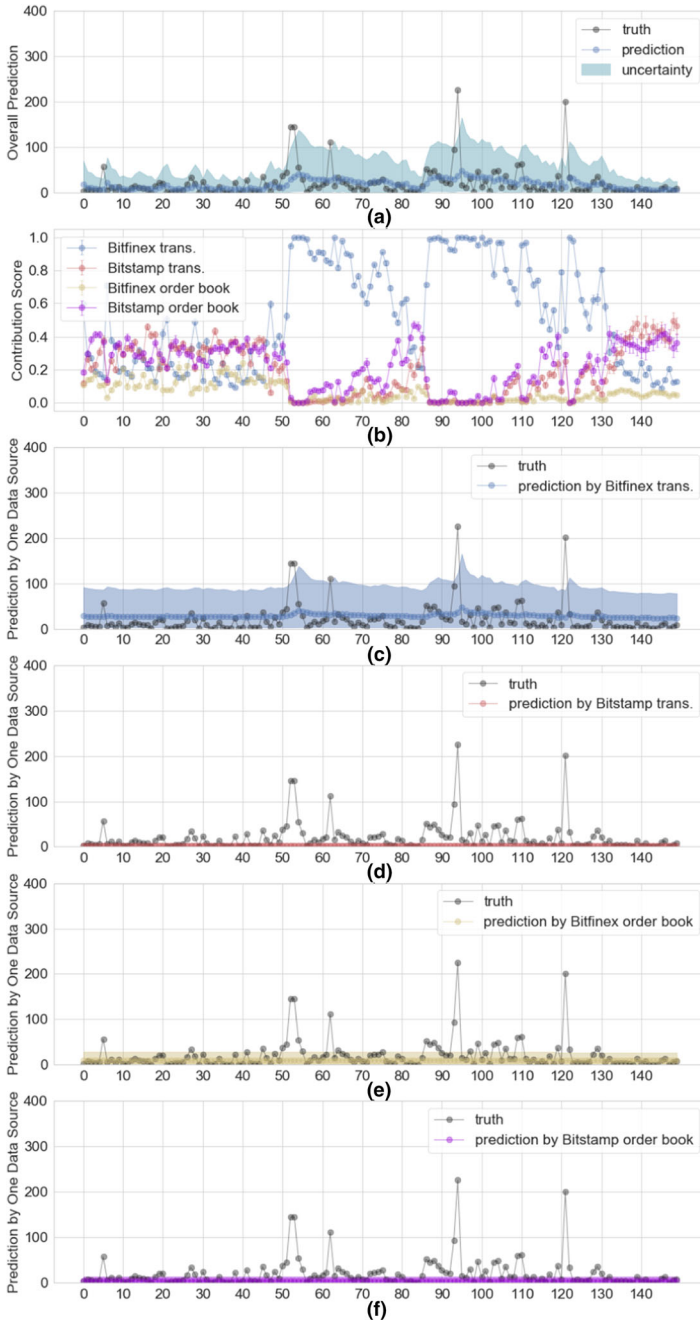 400
300
200
100
0
Overall Prediction
truth
prediction
uncertainty
0 10 20 30 40 50 60 70 80 90 100 110 120 130 140
(a)
1.0
0.8
0.6
0.4
0.2
0.0
Contribution Score
Bitfinex trans.
Bitstamp trans.
Bitfinex order book
Bitstamp order book
0 10 20 30 40 50 60 70 80 90 100 110 120 130 140
(b)
400
300
200
100
0
Prediction by One Data Source
truth
prediction by Bitfinex trans.
0 10 20 30 40 50 60 70 80 90 100 110 120 130 140
(c)
400
300
200
100
0
Prediction by One Data Source
truth
prediction by Bitstamp trans.
0 10 20 30 40 50 60 70 80 90 100 110 120 130 140
(d)
400
300
200
100
0
Prediction by One Data Source
truth
prediction by Bitfinex order book
0 10 20 30 40 50 60 70 80 90 100 110 120 130 140
(e)
400
300
200
100
0
Prediction by One Data Source
truth
prediction by Bitstamp order book
0 10 20 30 40 50 60 70 80 90 100 110 120 130 140
(f)